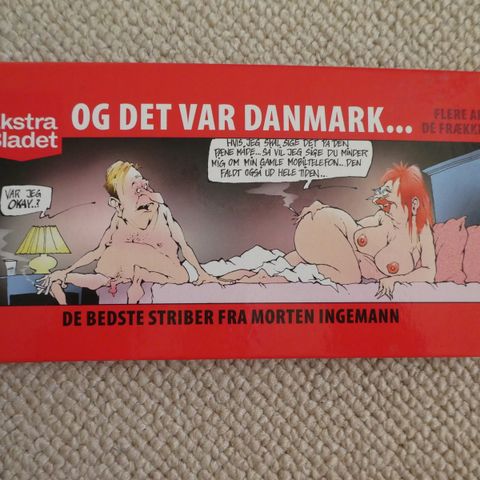 Ekstra
Bladet
OG DET VAR DANMARK...
FLERE AF
DE FRÆKKE
VAR JEG
OKAY..?
HVIS JEG SKAL SIGE DET PÅ DEN
PÆNE MÅDE... SÅ VIL JEG SIGE DU MINDER
MIG OM MIN GAMLE MOBILTELEFON... DEN
FALDT OGSÅ UD HELE TIDEN...
DE BEDSTE STRIBER FRA MORTEN INGEMANN